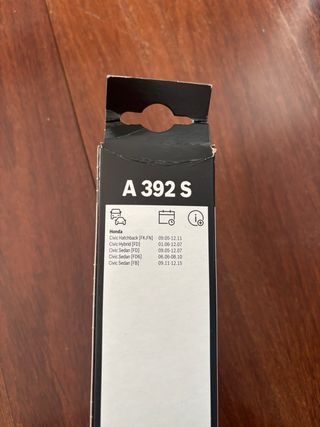 A 392 S
Honda
Civic Hatchback [FK,FN] 09.05-12.11
Civic Hybrid [FD] 01.06-12.07
Civic Sedan [FD] 09.05-12.07
Civic Sedan [FD6] 06.06-08.10
Civic Sedan [FB] 09.11-12.15